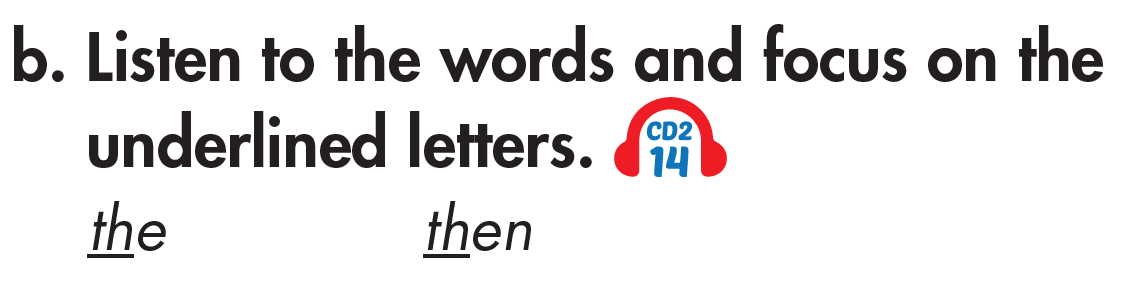 b. Listen to the words and focus on the
underlined letters. CD2 14
the then